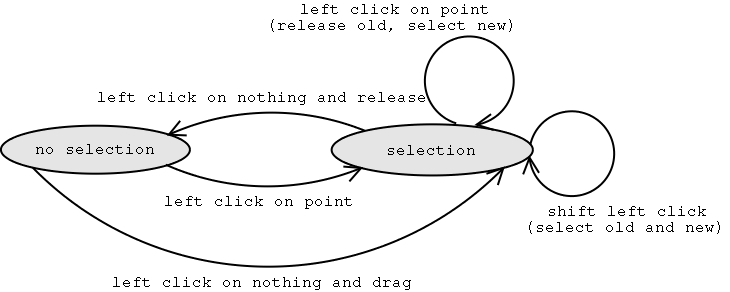 left click on point
(release old, select new)
left click on nothing and release
no selection
selection
left click on point
shift left click
(select old and new)
left click on nothing and drag